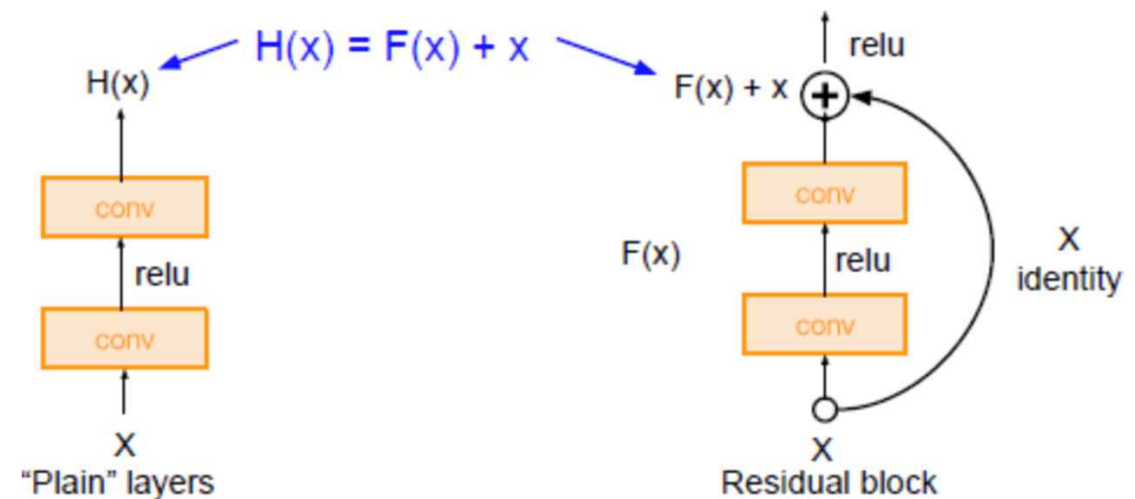 H(x) = F(x) + x
H(x)
conv
relu
conv
X
“Plain” layers
relu
F(x) + x
+
conv
F(x)
relu
X
identity
conv
X
Residual block